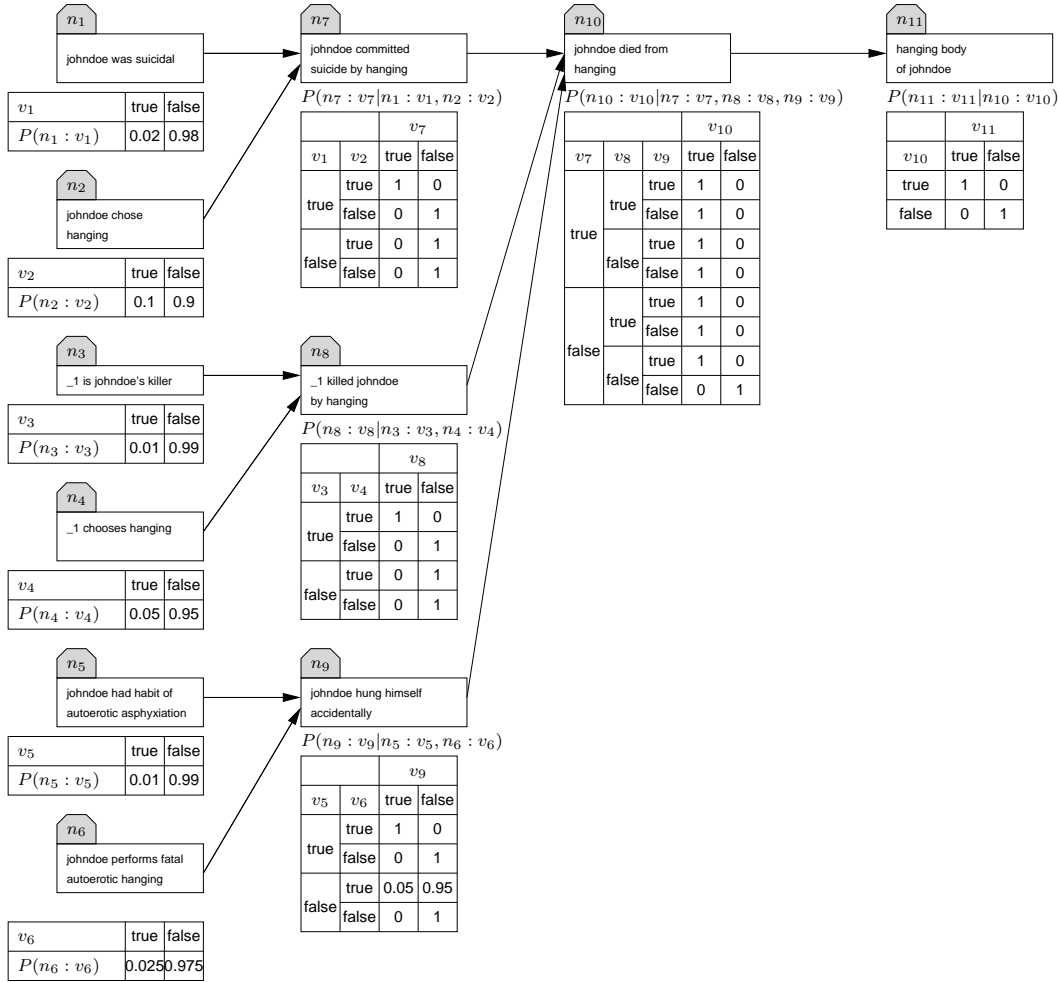 n1
johndoe was suicidal
v1 true false
P(n1 : v1) 0.02 0.98
n2
johndoe chose
hanging
v2 true false
P(n2 : v2) 0.1 0.9
n3
_1 is johndoe's killer
v3 true false
P(n3 : v3) 0.01 0.99
n4
_1 chooses hanging
v4 true false
P(n4 : v4) 0.05 0.95
n5
johndoe had habit of
autoerotic asphyxiation
v5 true false
P(n5 : v5) 0.01 0.99
n6
johndoe performs fatal
autoerotic hanging
v6 true false
P(n6 : v6) 0.025 0.975
n7
johndoe committed
suicide by hanging
P(n7 : v7|n1 : v1, n2 : v2)
v7
v1 v2 true false
true true 1 0
false 0 1
false true 0 1
false 0 1
n8
_1 killed johndoe
by hanging
P(n8 : v8|n3 : v3, n4 : v4)
v8
v3 v4 true false
true true 1 0
false 0 1
false true 0 1
false 0 1
n9
johndoe hung himself
accidentally
P(n9 : v9|n5 : v5, n6 : v6)
v9
v5 v6 true false
true true 1 0
false 0 1
false true 0.05 0.95
false 0 1
n10
johndoe died from
hanging
P(n10 : v10|n7 : v7, n8 : v8, n9 : v9)
v10
v7 v8 v9 true false
true true true 1 0
false 1 0
false true 1 0
false 1 0
false true true 1 0
false 1 0
false true 1 0
false 0 1
n11
hanging body
of johndoe
P(n11 : v11|n10 : v10)
v11
v10 true false
true 1 0
false 0 1